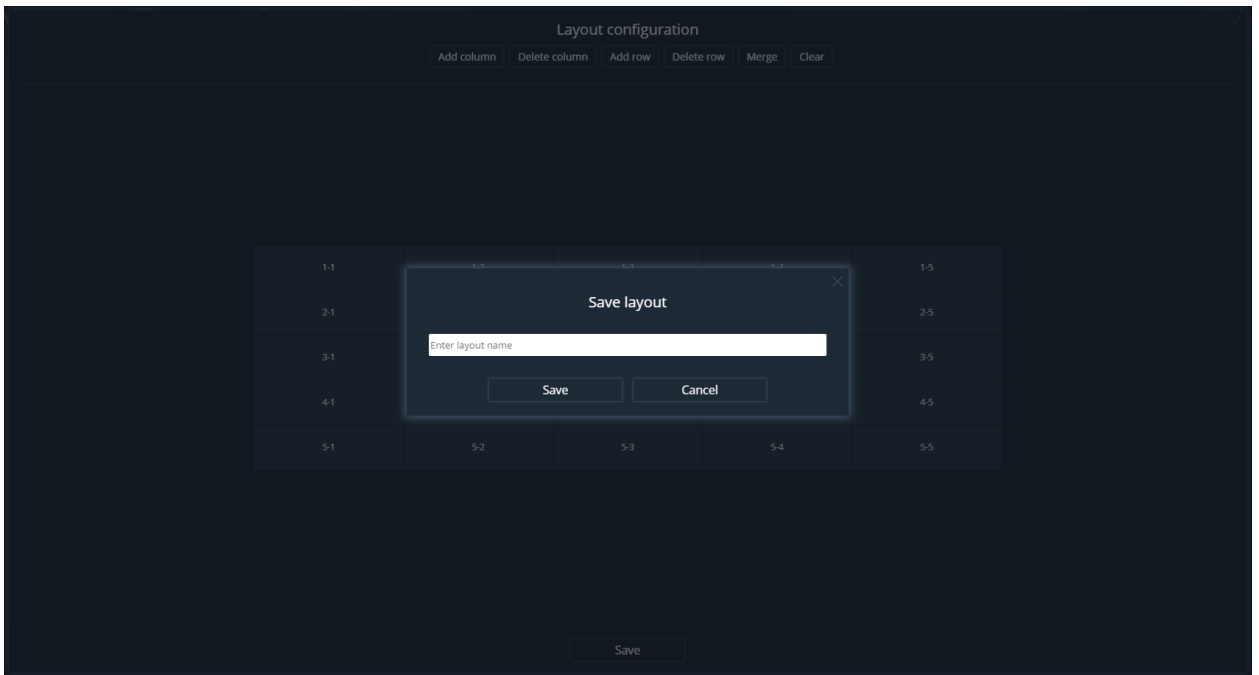 Layout configuration
Add column Delete column Add row Delete row Merge Clear
1-1 1-5
Save layout
2-1 2-5
Enter layout name
3-1 3-5
Save Cancel
4-1 4-5
5-1 5-2 5-3 5-4 5-5
Save